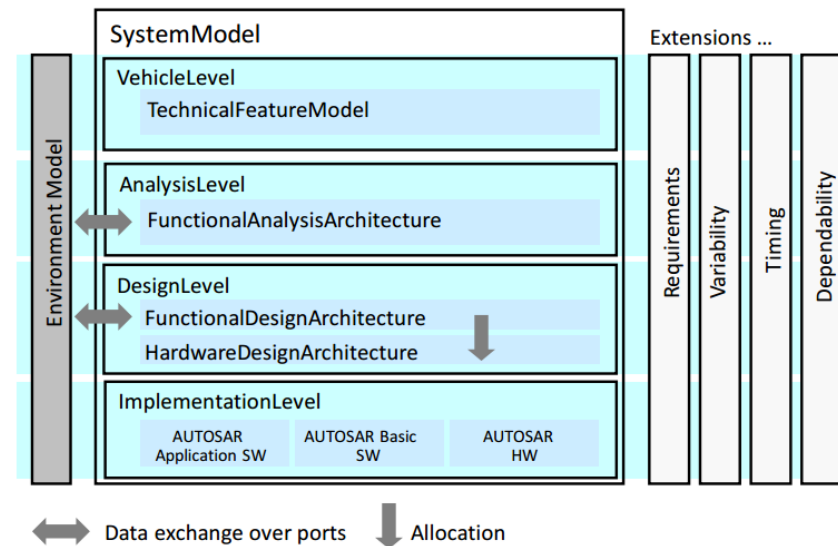 SystemModel
Extensions ...
VehicleLevel
TechnicalFeatureModel
AnalysisLevel
FunctionalAnalysisArchitecture
DesignLevel
FunctionalDesignArchitecture
HardwareDesignArchitecture
ImplementationLevel
AUTOSAR
Application SW
AUTOSAR Basic
SW
AUTOSAR
HW
Environment Model
Requirements
Variability
Timing
Dependability
Data exchange over ports
Allocation